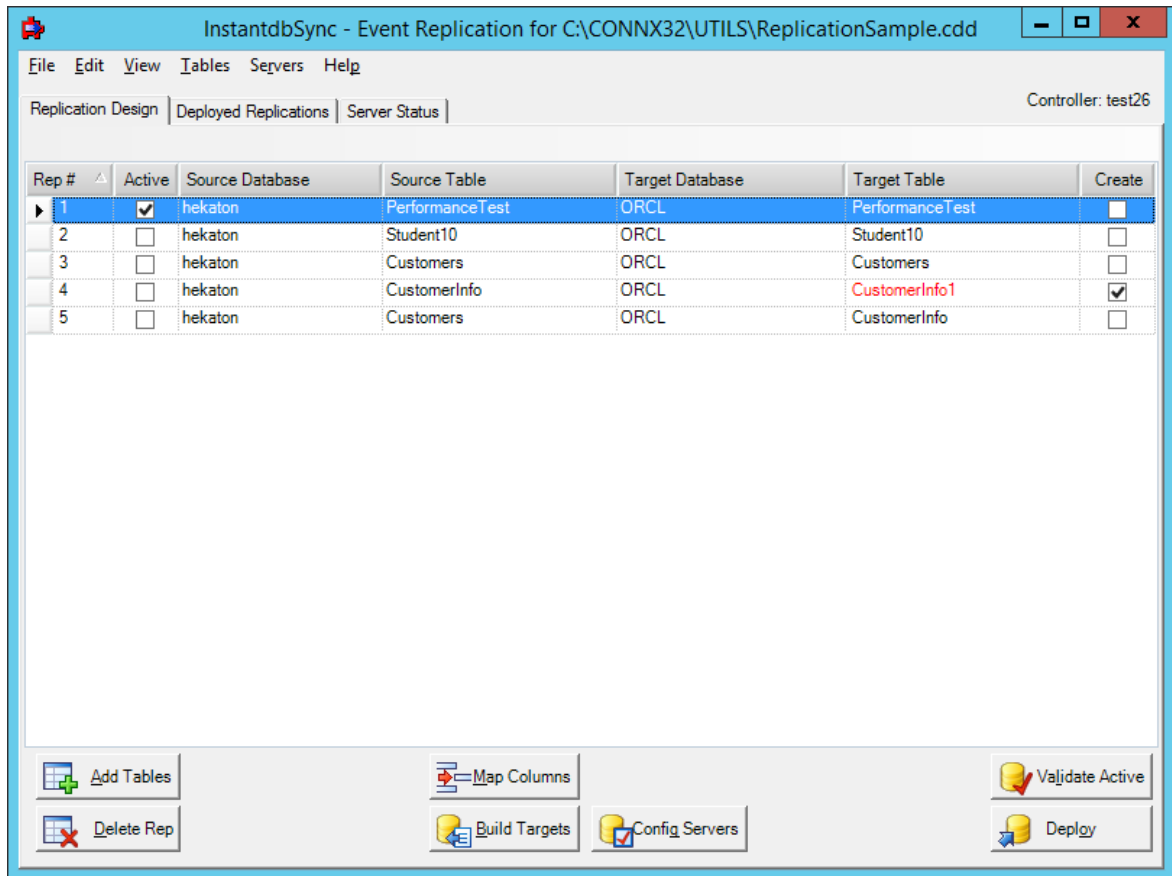 InstantdbSync - Event Replication for C:\CONNX32\UTILS\ReplicationSample.cdd
File Edit View Tables Servers Help
Controller: test26
Replication Design Deployed Replications Server Status
Rep # Active Source Database Source Table Target Database Target Table Create
1 hekaton PerformanceTest ORCL PerformanceTest
2 hekaton Student10 ORCL Student10
3 hekaton Customers ORCL Customers
4 hekaton CustomerInfo ORCL CustomerInfo1
5 hekaton Customers ORCL CustomerInfo
Add Tables Map Columns Validate Active
Delete Rep Build Targets Config Servers Deploy